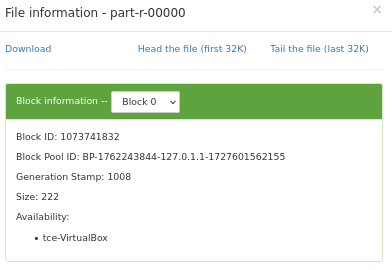 File information - part-r-00000
×
Download Head the file (first 32K) Tail the file (last 32K)
Block information -- Block 0
Block ID: 1073741832
Block Pool ID: BP-1762243844-127.0.1.1-1727601562155
Generation Stamp: 1008
Size: 222
Availability:
• tce-VirtualBox